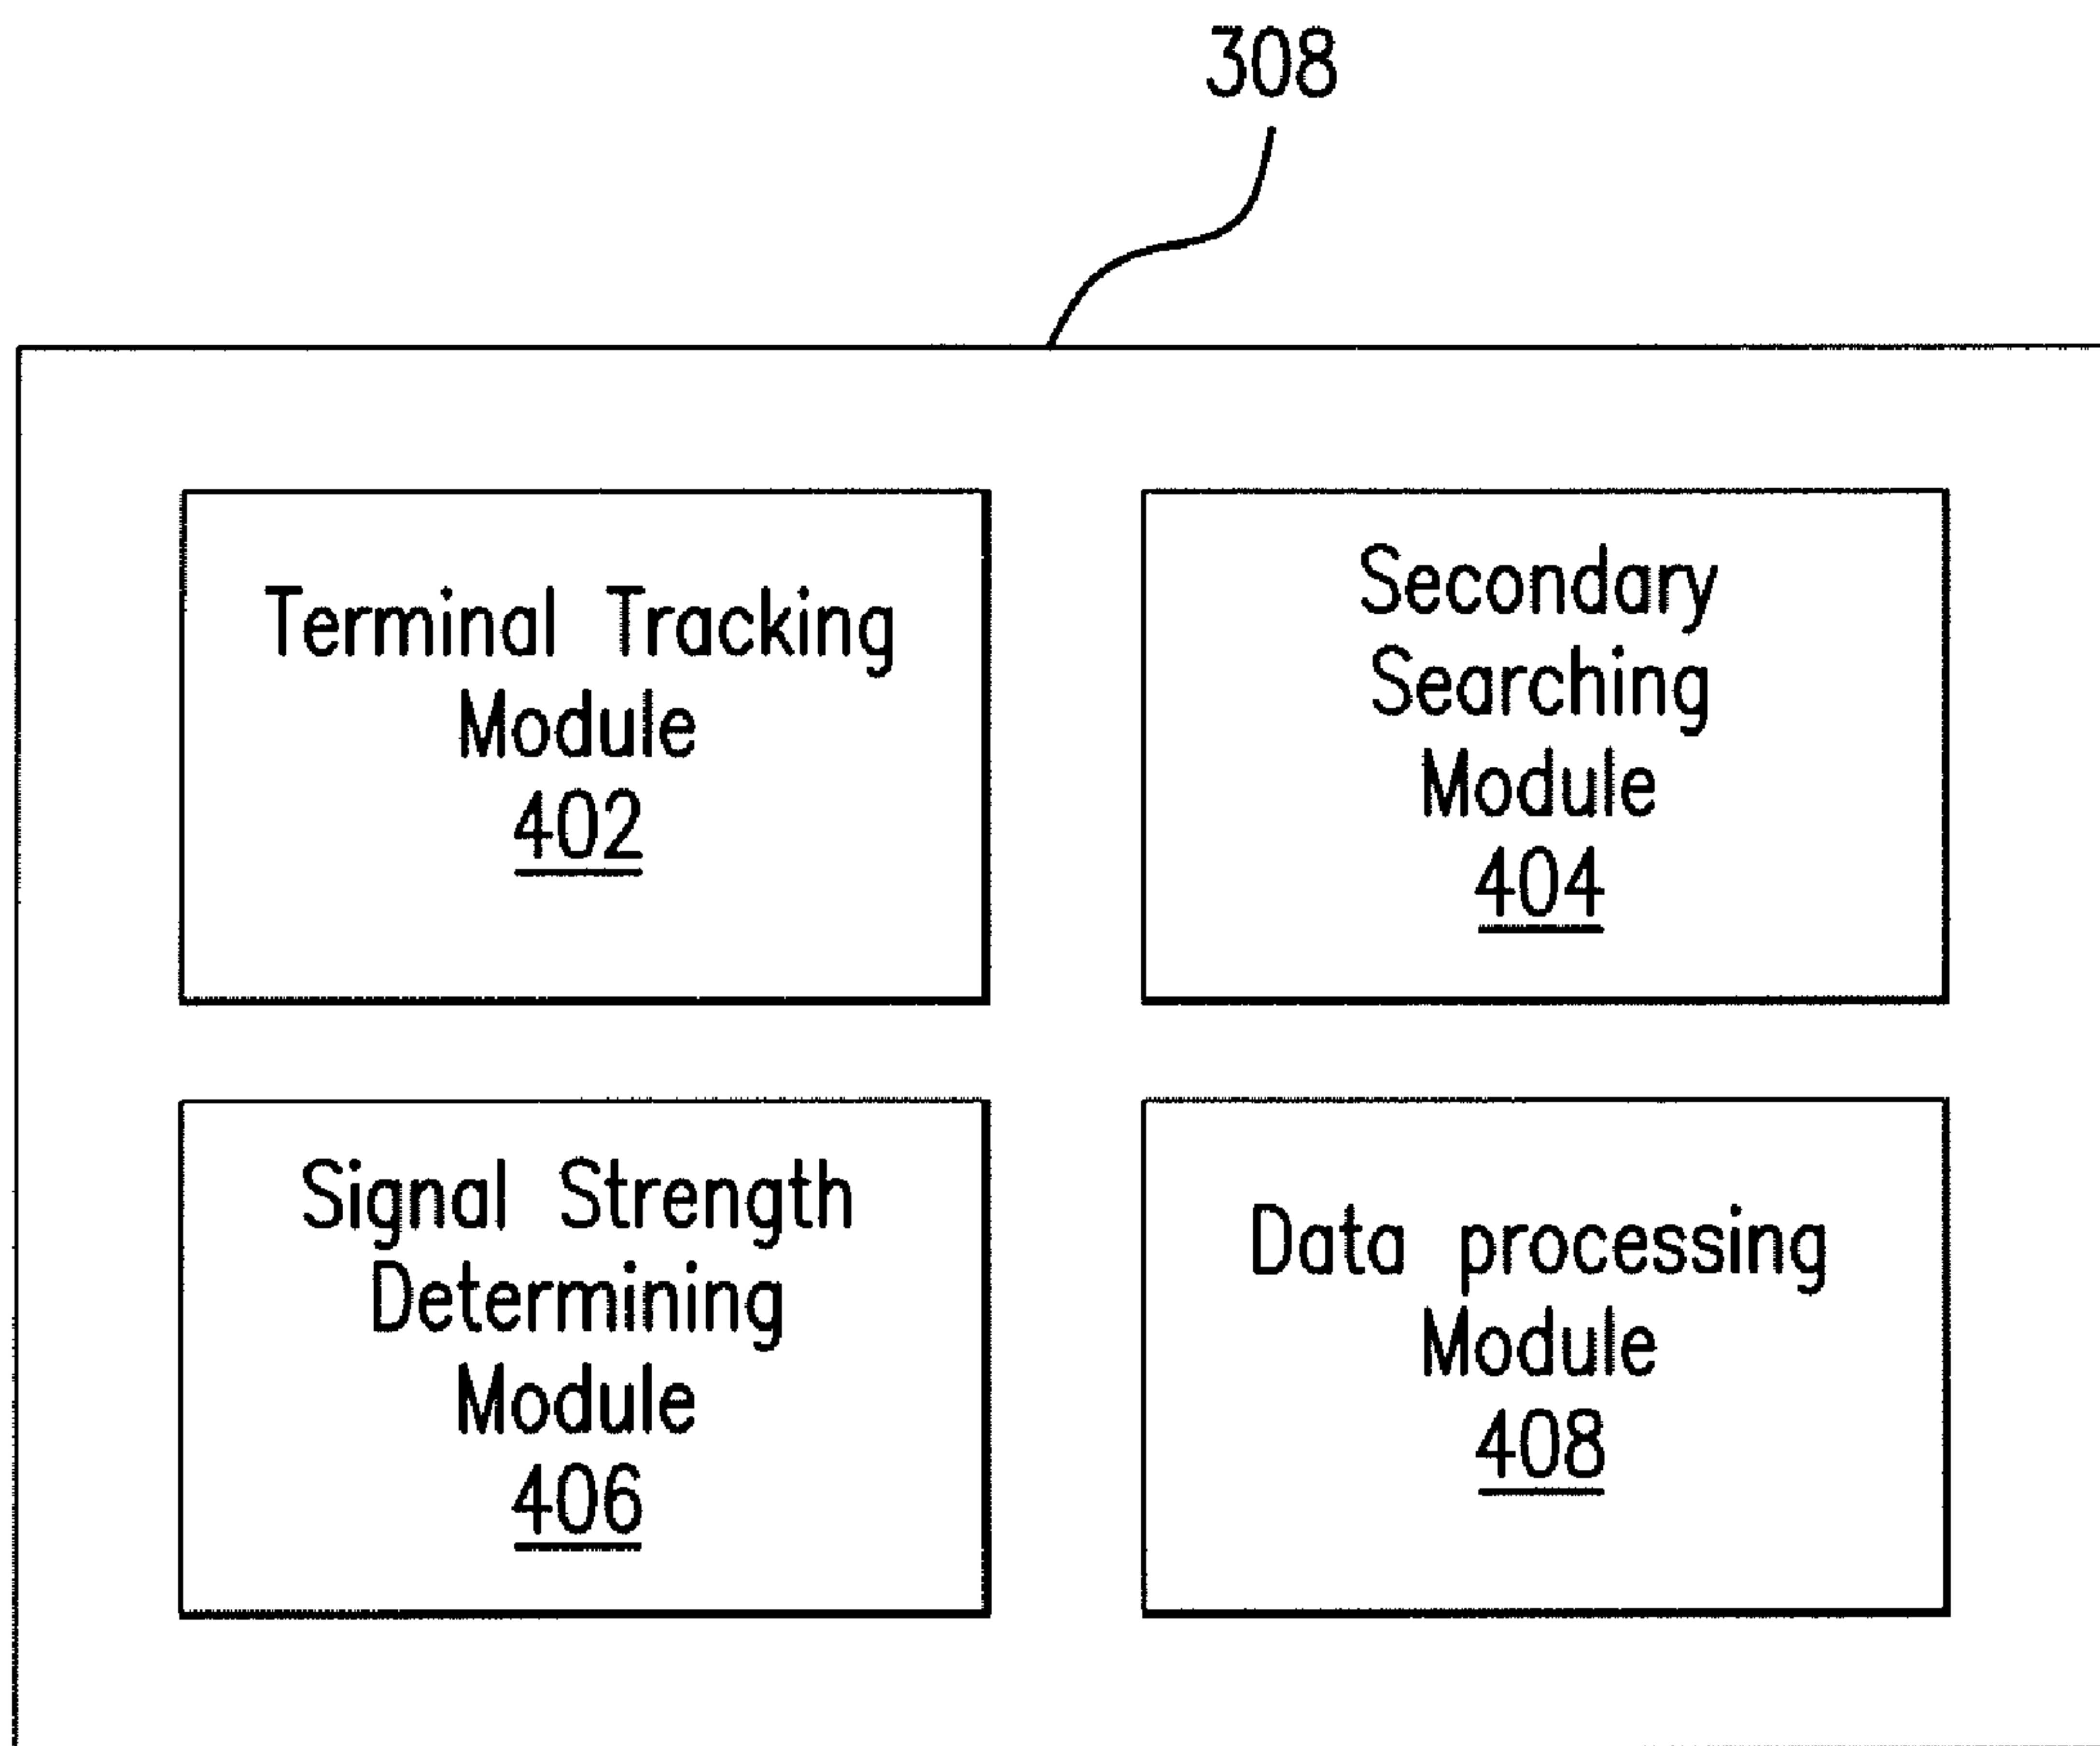 308
Terminal Tracking
Module
402
Secondary
Searching
Module
404
Signal Strength
Determining
Module
406
Data processing
Module
408